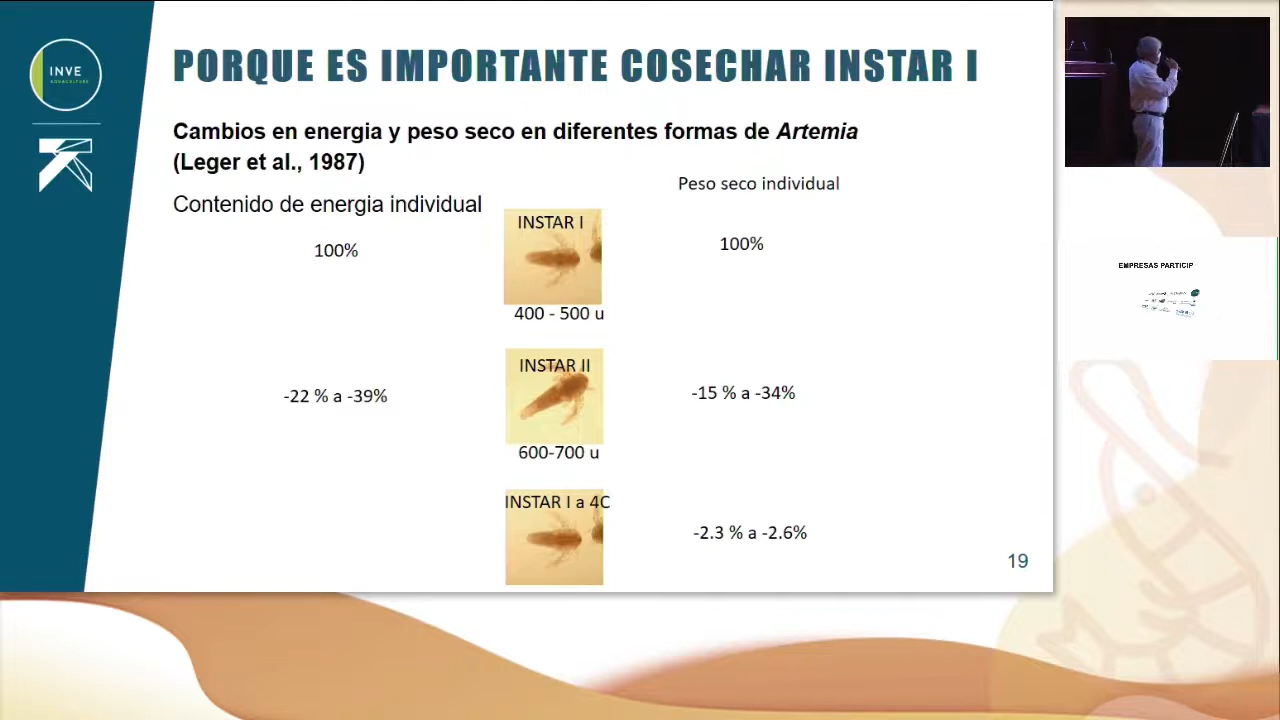 INVE
AQUACULTURE
PORQUE ES IMPORTANTE COSECHAR INSTAR I
Cambios en energia y peso seco en diferentes formas de Artemia
(Leger et al., 1987)
Peso seco individual
Contenido de energia individual
INSTAR I
100%
100%
400 - 500 u
INSTAR II
-22 % a -39%
-15 % a -34%
600-700 u
INSTAR I a 4C
-2.3 % a -2.6%
19
EMPRESAS PARTICIP